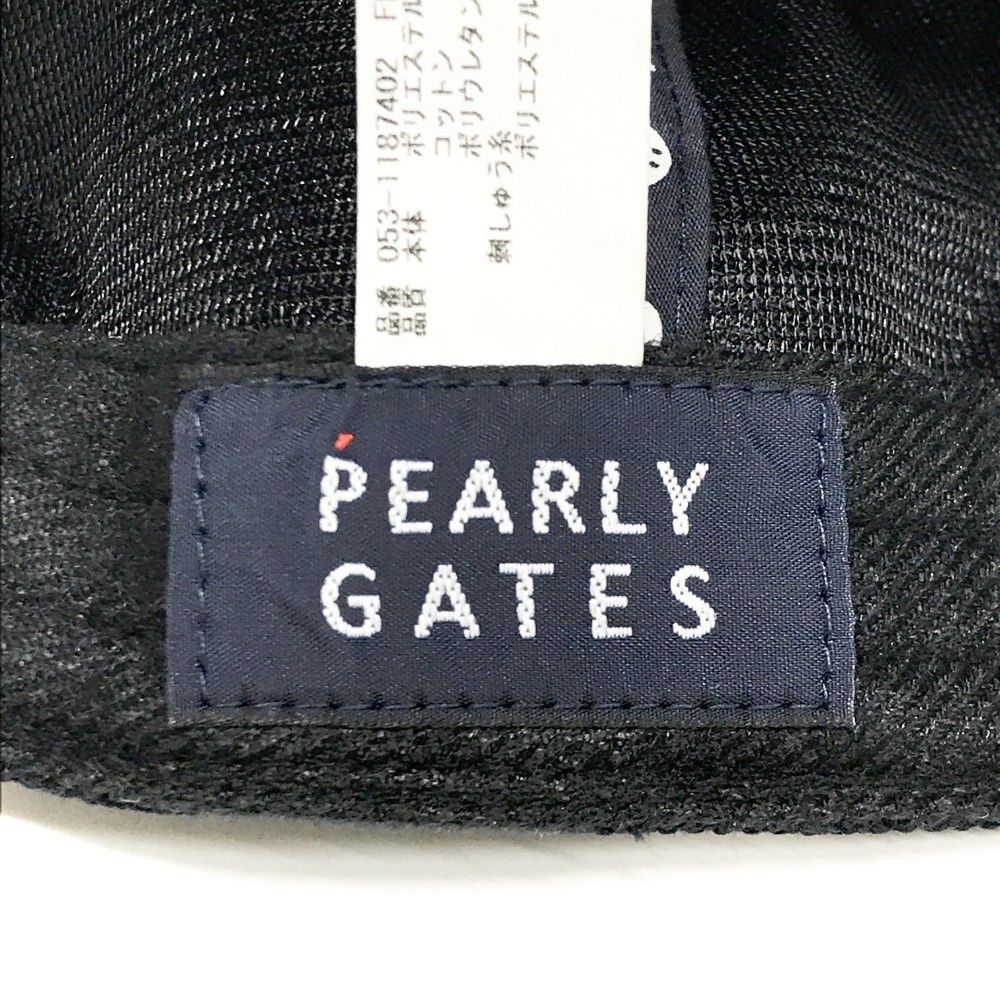 品番 053-1187402
品質 本体 ポリエステル
コットン
ポリウレタン
刺しゅう糸 ポリエステル
PEARLY
GATES